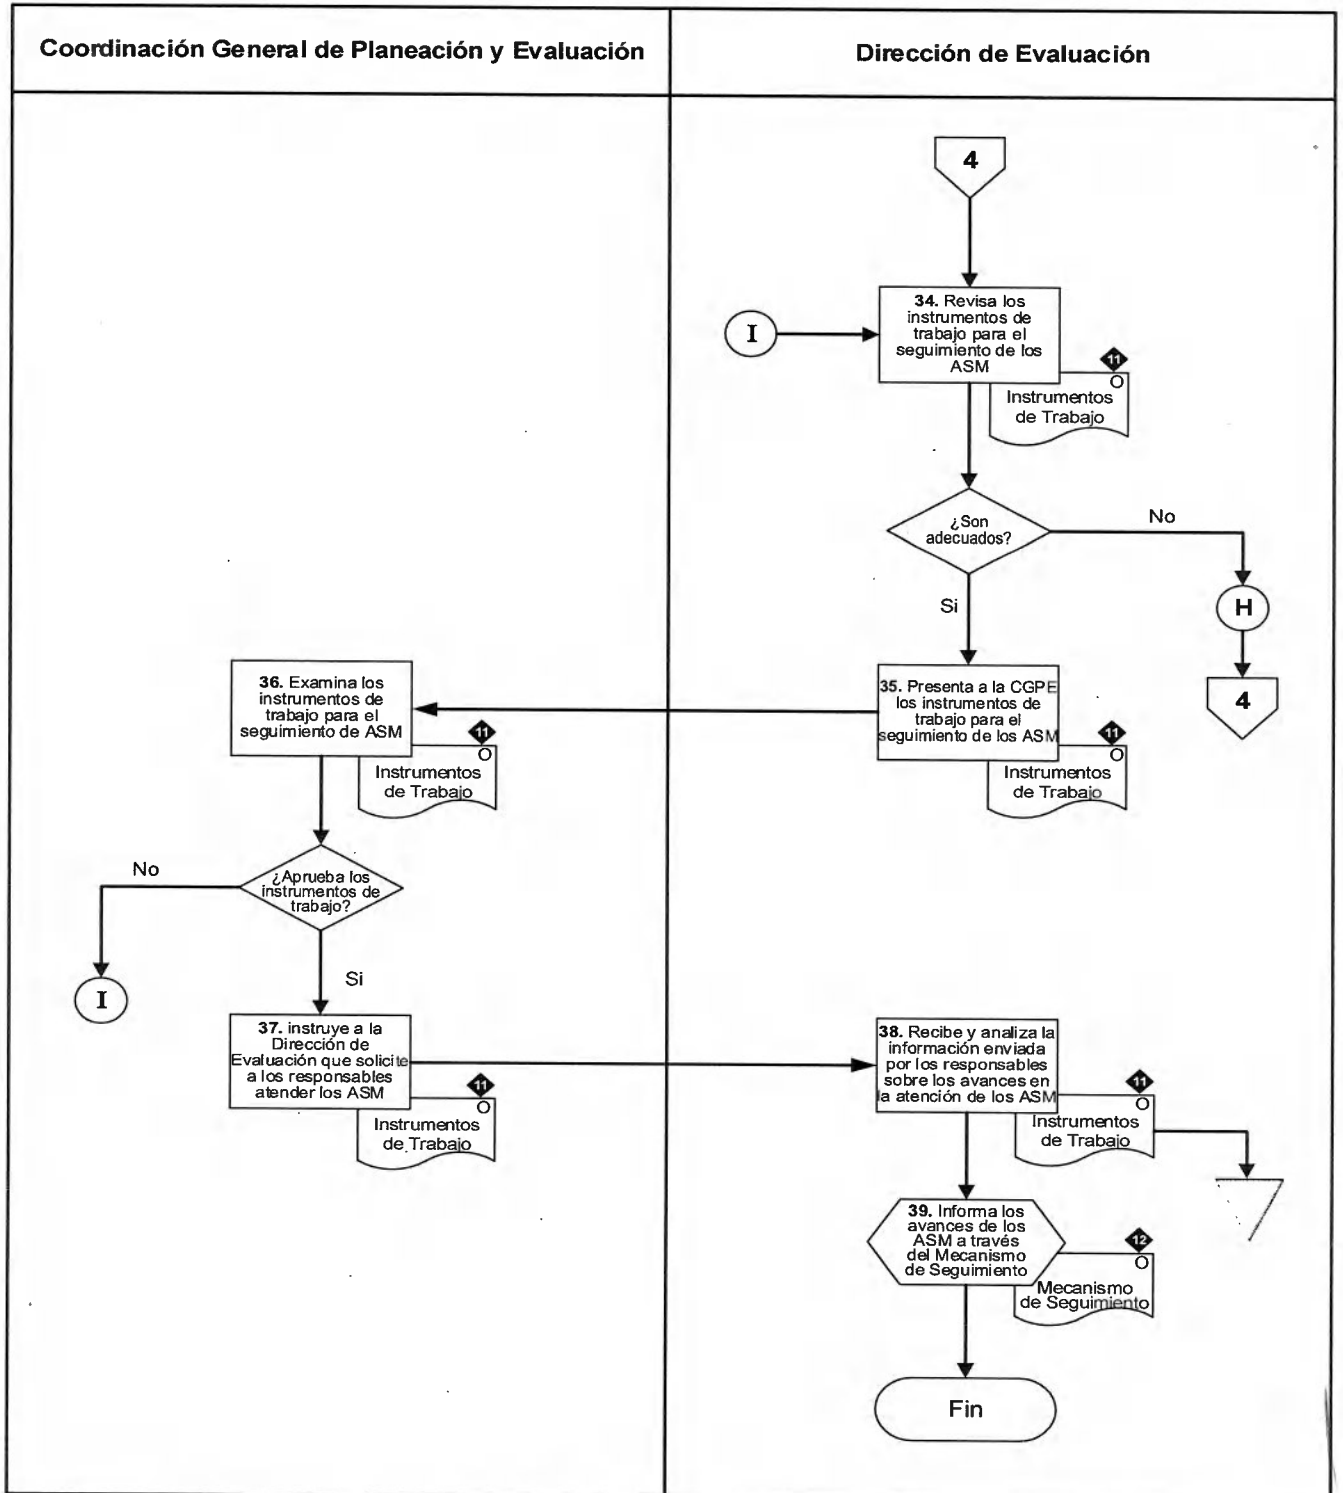 Coordinación General de Planeación y Evaluación
Dirección de Evaluación
4
34. Revisa los
instrumentos de
trabajo para el
seguimiento de los
ASM
I
11
O
Instrumentos
de Trabajo
¿Son
adecuados?
No
Si
H
4
35. Presenta a la CGPE
los instrumentos de
trabajo para el
seguimiento de los ASM
11
O
Instrumentos
de Trabajo
36. Examina los
instrumentos de
trabajo para el
seguimiento de ASM
11
O
Instrumentos
de Trabajo
¿Aprueba los
instrumentos de
trabajo?
No
I
Si
37. instruye a la
Dirección de
Evaluación que solicite
a los responsables
atender los ASM
11
O
Instrumentos
de Trabajo
38. Recibe y analiza la
información enviada
por los responsables
sobre los avances en
la atención de los ASM
11
O
Instrumentos
de Trabajo
39. Informa los
avances de los
ASM a través
del Mecanismo
de Seguimiento
12
O
Mecanismo
de Seguimiento
Fin